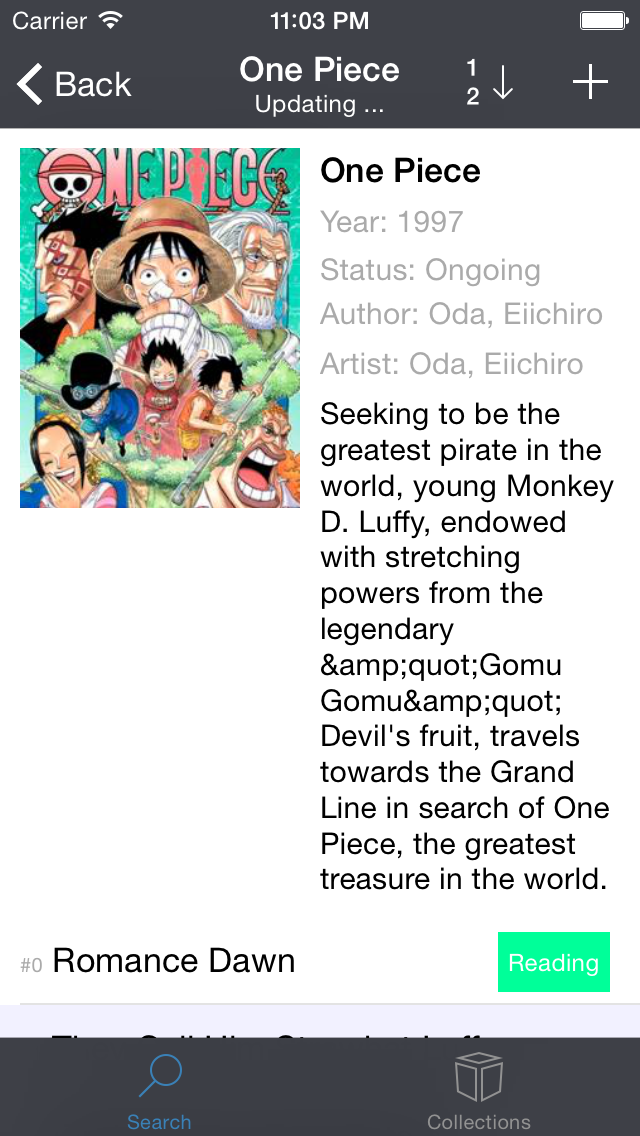 Carrier
11:03 PM
Back
One Piece
Updating ...
1
2
ONE PIECE
One Piece
Year: 1997
Status: Ongoing
Author: Oda, Eiichiro
Artist: Oda, Eiichiro
Seeking to be the
greatest pirate in the
world, young Monkey
D. Luffy, endowed
with stretching
powers from the
legendary
&amp;quot;Gomu
Gomu&amp;quot;
Devil's fruit, travels
towards the Grand
Line in search of One
Piece, the greatest
treasure in the world.
#0 Romance Dawn
Reading
Search
Collections